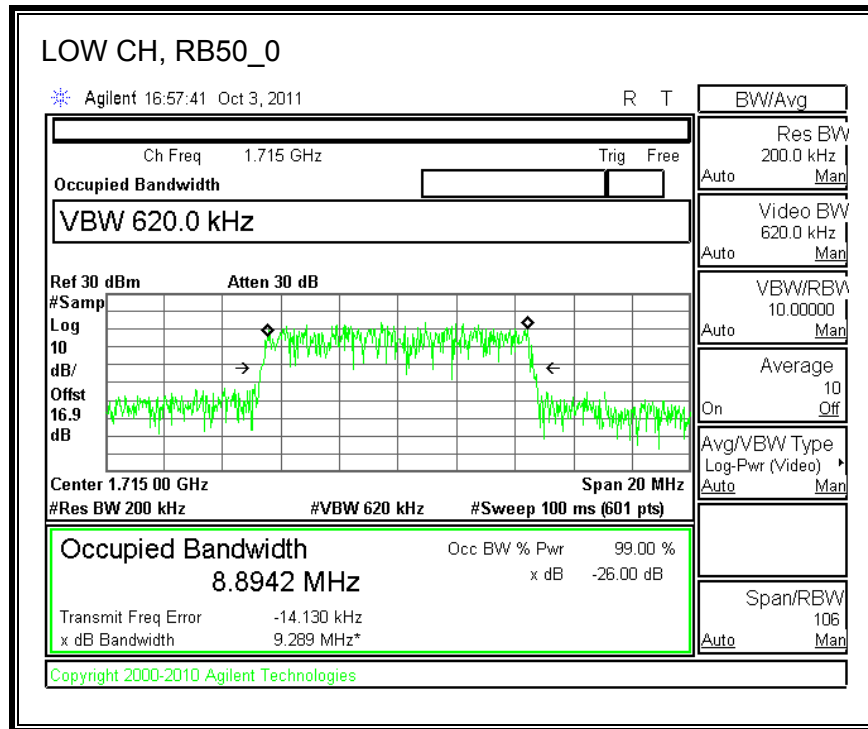 LOW CH, RB50_0
Agilent 16:57:41 Oct 3, 2011 R T
Ch Freq 1.715 GHz Trig Free
Occupied Bandwidth
VBW 620.0 kHz
Ref 30 dBm Atten 30 dB
#Samp
Log
10
dB/
Offst
16.9
dB
Center 1.715 00 GHz Span 20 MHz
#Res BW 200 kHz #VBW 620 kHz #Sweep 100 ms (601 pts)
Occupied Bandwidth
8.8942 MHz
Occ BW % Pwr 99.00 %
x dB -26.00 dB
Transmit Freq Error -14.130 kHz
x dB Bandwidth 9.289 MHz*
Copyright 2000-2010 Agilent Technologies
BW/Avg
Res BW
200.0 kHz
Auto Man
Video BW
620.0 kHz
Auto Man
VBW/RBW
10.00000
Auto Man
Average
10
On Off
Avg/VBW Type
Log-Pwr (Video)
Auto Man
Span/RBW
106
Auto Man